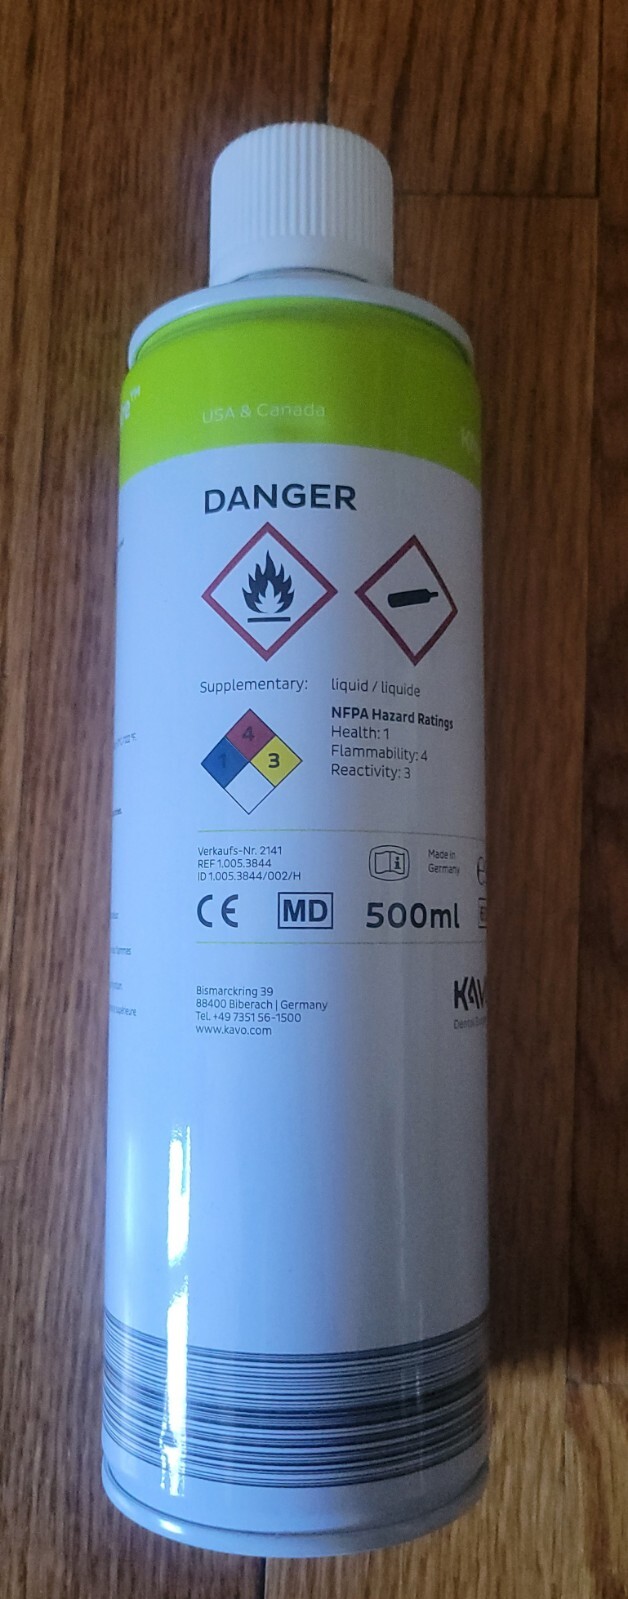 USA & Canada
DANGER
Supplementary: liquid / liquide
NFPA Hazard Ratings
Health: 1
Flammability: 4
Reactivity: 3
4
1 3
Verkaufs-Nr. 2141
REF 1.005.3844
ID 1.005.3844/002/H
Made in
Germany
CE MD 500ml
Bismarckring 39
88400 Biberach | Germany
Tel. +49 7351 56-1500
www.kavo.com